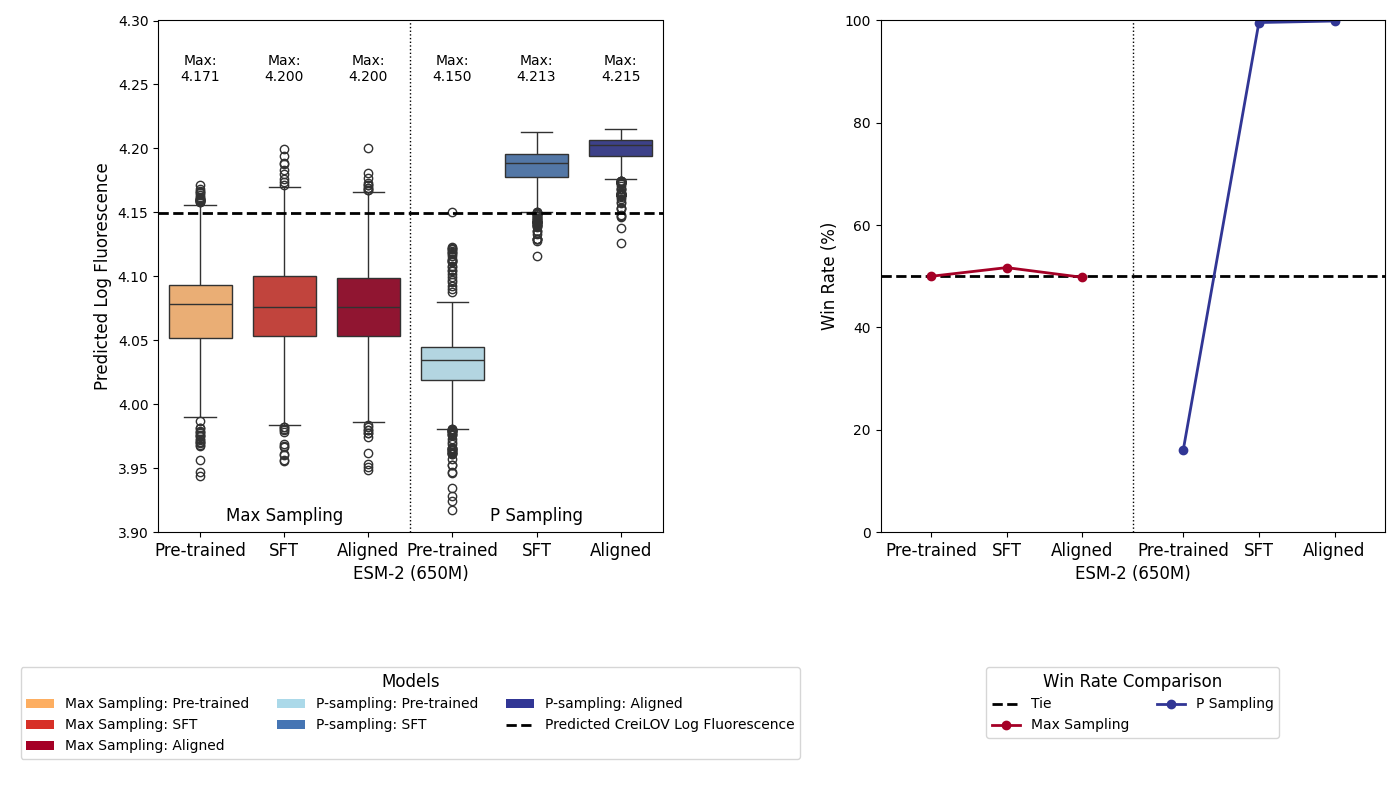 4.30
4.25
4.20
4.15
4.10
4.05
4.00
3.95
3.90
Predicted Log Fluorescence
Max: Max: Max: Max: Max: Max:
4.171 4.200 4.200 4.150 4.213 4.215
Max Sampling P Sampling
Pre-trained SFT Aligned Pre-trained SFT Aligned
ESM-2 (650M)
100
80
60
40
20
0
Win Rate (%)
Pre-trained SFT Aligned Pre-trained SFT Aligned
ESM-2 (650M)
Models
Max Sampling: Pre-trained
Max Sampling: SFT
Max Sampling: Aligned
P-sampling: Pre-trained
P-sampling: SFT
P-sampling: Aligned
Predicted CreiLOV Log Fluorescence
Win Rate Comparison
Tie
Max Sampling
P Sampling